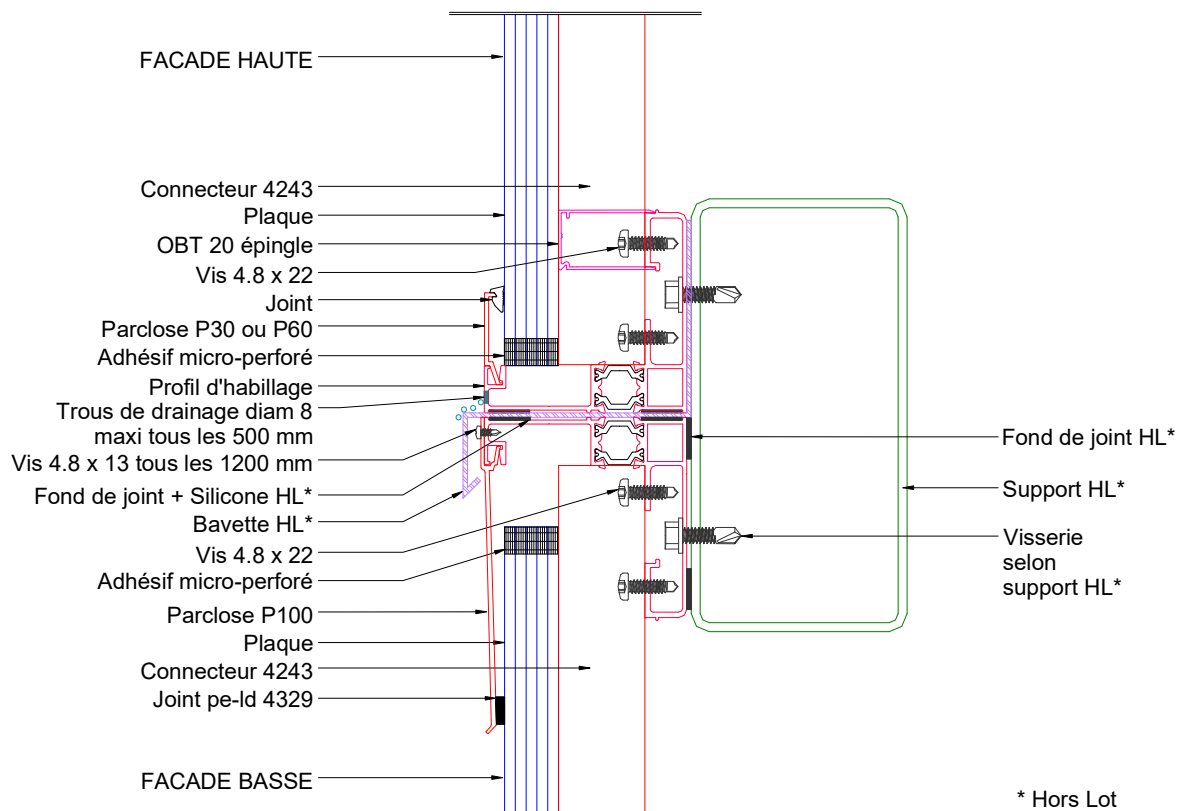 FACADE HAUTE
Connecteur 4243
Plaque
OBT 20 épingle
Vis 4.8 x 22
Joint
Parclose P30 ou P60
Adhésif micro-perforé
Profil d'habillage
Trous de drainage diam 8
maxi tous les 500 mm
Vis 4.8 x 13 tous les 1200 mm
Fond de joint + Silicone HL*
Bavette HL*
Vis 4.8 x 22
Adhésif micro-perforé
Parclose P100
Plaque
Connecteur 4243
Joint pe-ld 4329
FACADE BASSE
Fond de joint HL*
Support HL*
Visserie
selon
support HL*
* Hors Lot